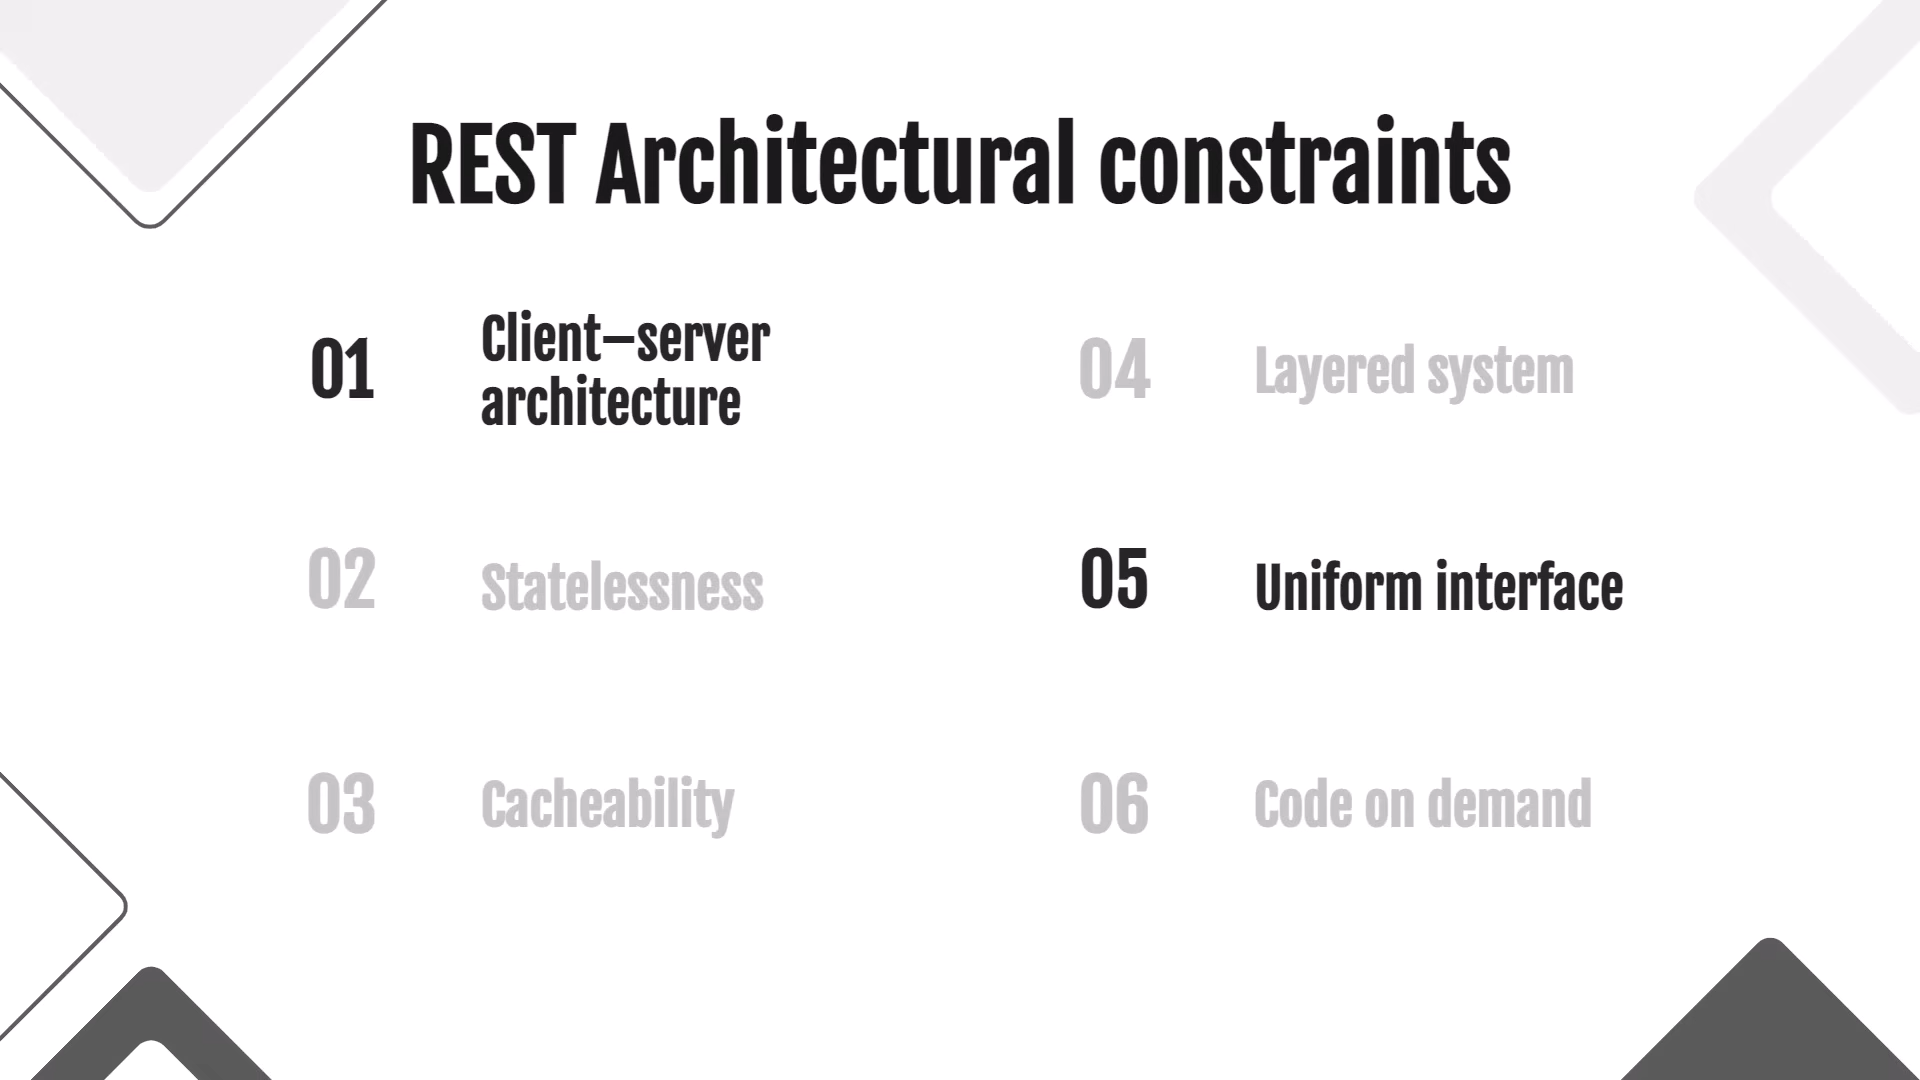 REST Architectural constraints
01
Client–server
architecture
02
Statelessness
03
Cacheability
04
Layered system
05
Uniform interface
06
Code on demand